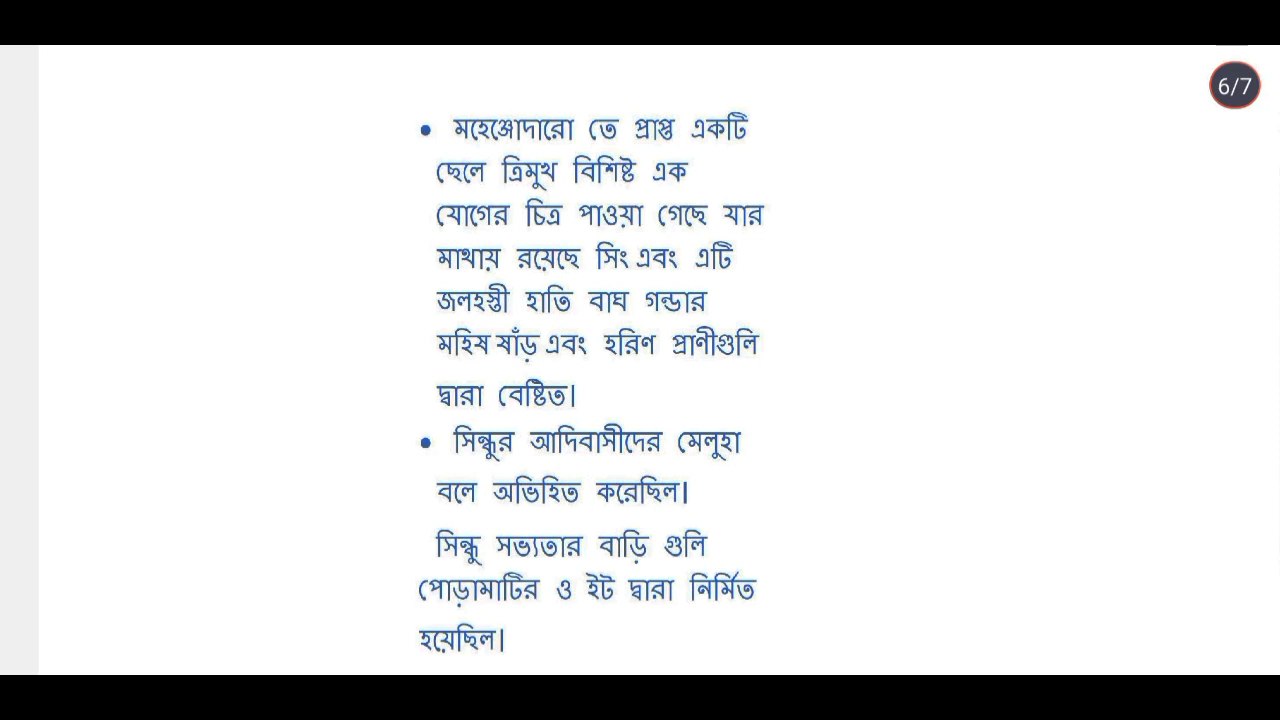 6/7
• মহেঞ্জোদারো তে প্রাপ্ত একটি
ছেলে ত্রিমুখ বিশিষ্ট এক
যোগের চিত্র পাওয়া গেছে যার
মাথায় রয়েছে সিং এবং এটি
জলহস্তী হাতি বাঘ গন্ডার
মহিষ ষাঁড় এবং হরিণ প্রাণীগুলি
দ্বারা বেষ্টিত।
• সিন্ধুর আদিবাসীদের মেলুহা
বলে অভিহিত করেছিল।
সিন্ধু সভ্যতার বাড়ি গুলি
পোড়ামাটির ও ইট দ্বারা নির্মিত
হয়েছিল।